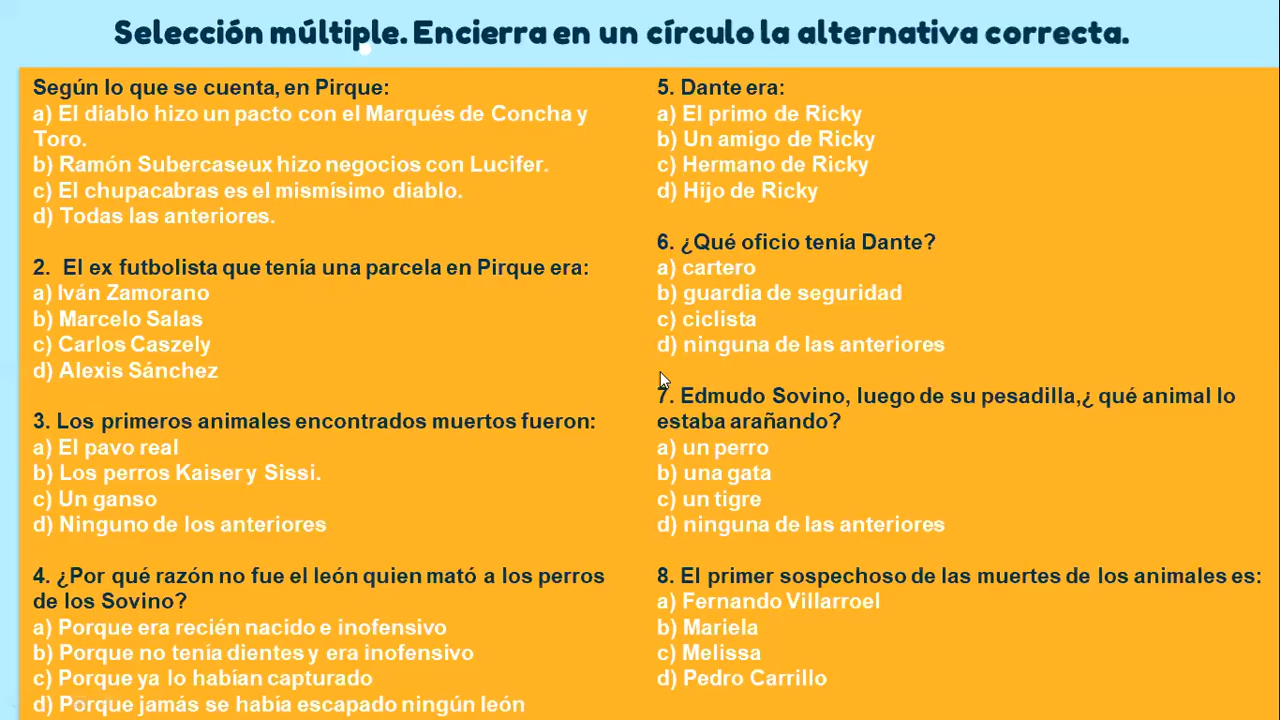 Selección múltiple. Encierra en un círculo la alternativa correcta.
Según lo que se cuenta, en Pirque:
a) El diablo hizo un pacto con el Marqués de Concha y
Toro.
b) Ramón Subercaseux hizo negocios con Lucifer.
c) El chupacabras es el mismísimo diablo.
d) Todas las anteriores.
2. El ex futbolista que tenía una parcela en Pirque era:
a) Iván Zamorano
b) Marcelo Salas
c) Carlos Caszely
d) Alexis Sánchez
3. Los primeros animales encontrados muertos fueron:
a) El pavo real
b) Los perros Kaiser y Sissi.
c) Un ganso
d) Ninguno de los anteriores
4. ¿Por qué razón no fue el león quien mató a los perros
de los Sovino?
a) Porque era recién nacido e inofensivo
b) Porque no tenía dientes y era inofensivo
c) Porque ya lo habían capturado
d) Porque jamás se había escapado ningún león
5. Dante era:
a) El primo de Ricky
b) Un amigo de Ricky
c) Hermano de Ricky
d) Hijo de Ricky
6. ¿Qué oficio tenía Dante?
a) cartero
b) guardia de seguridad
c) ciclista
d) ninguna de las anteriores
7. Edmudo Sovino, luego de su pesadilla,¿ qué animal lo
estaba arañando?
a) un perro
b) una gata
c) un tigre
d) ninguna de las anteriores
8. El primer sospechoso de las muertes de los animales es:
a) Fernando Villarroel
b) Mariela
c) Melissa
d) Pedro Carrillo